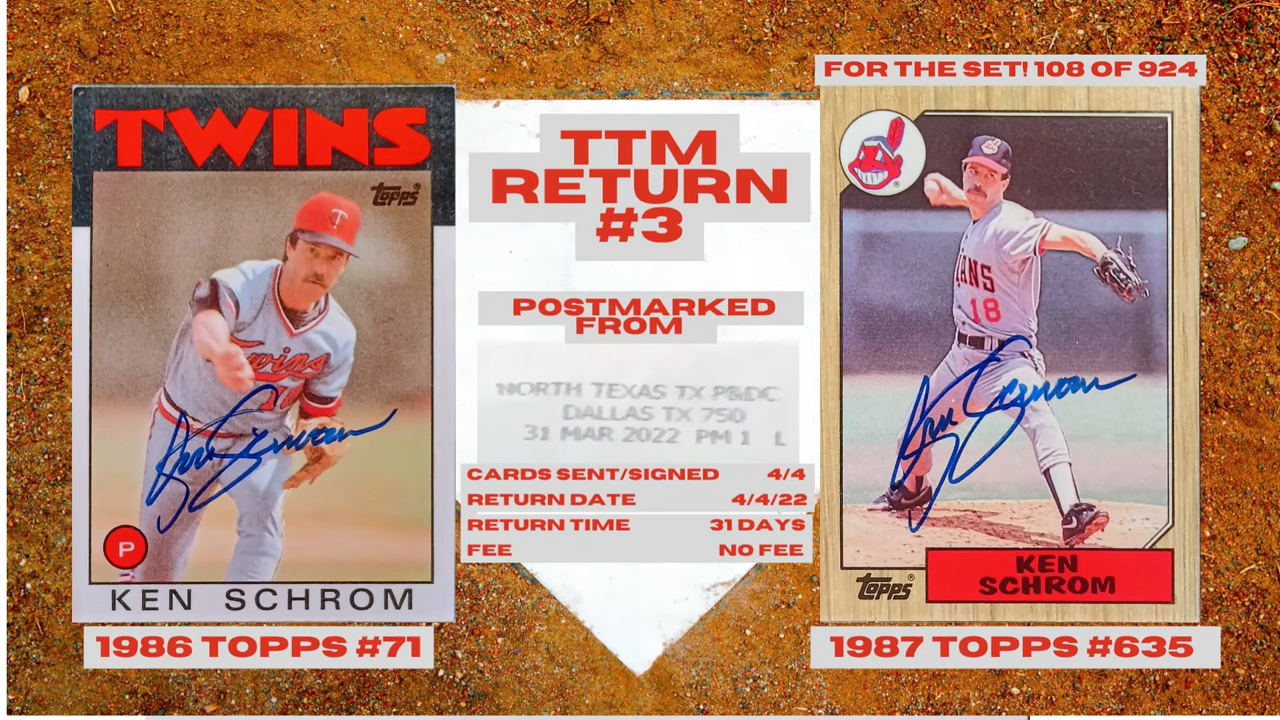 FOR THE SET! 108 OF 924
TWINS
topps
P
KEN SCHROM
1986 TOPPS #71
TTM
RETURN
#3
POSTMARKED
FROM
NORTH TEXAS TX P&DC
DALLAS TX 750
31 MAR 2022 PM 1 L
CARDS SENT/SIGNED 4/4
RETURN DATE 4/4/22
RETURN TIME 31 DAYS
FEE NO FEE
18
KEN
SCHROM
topps
1987 TOPPS #635